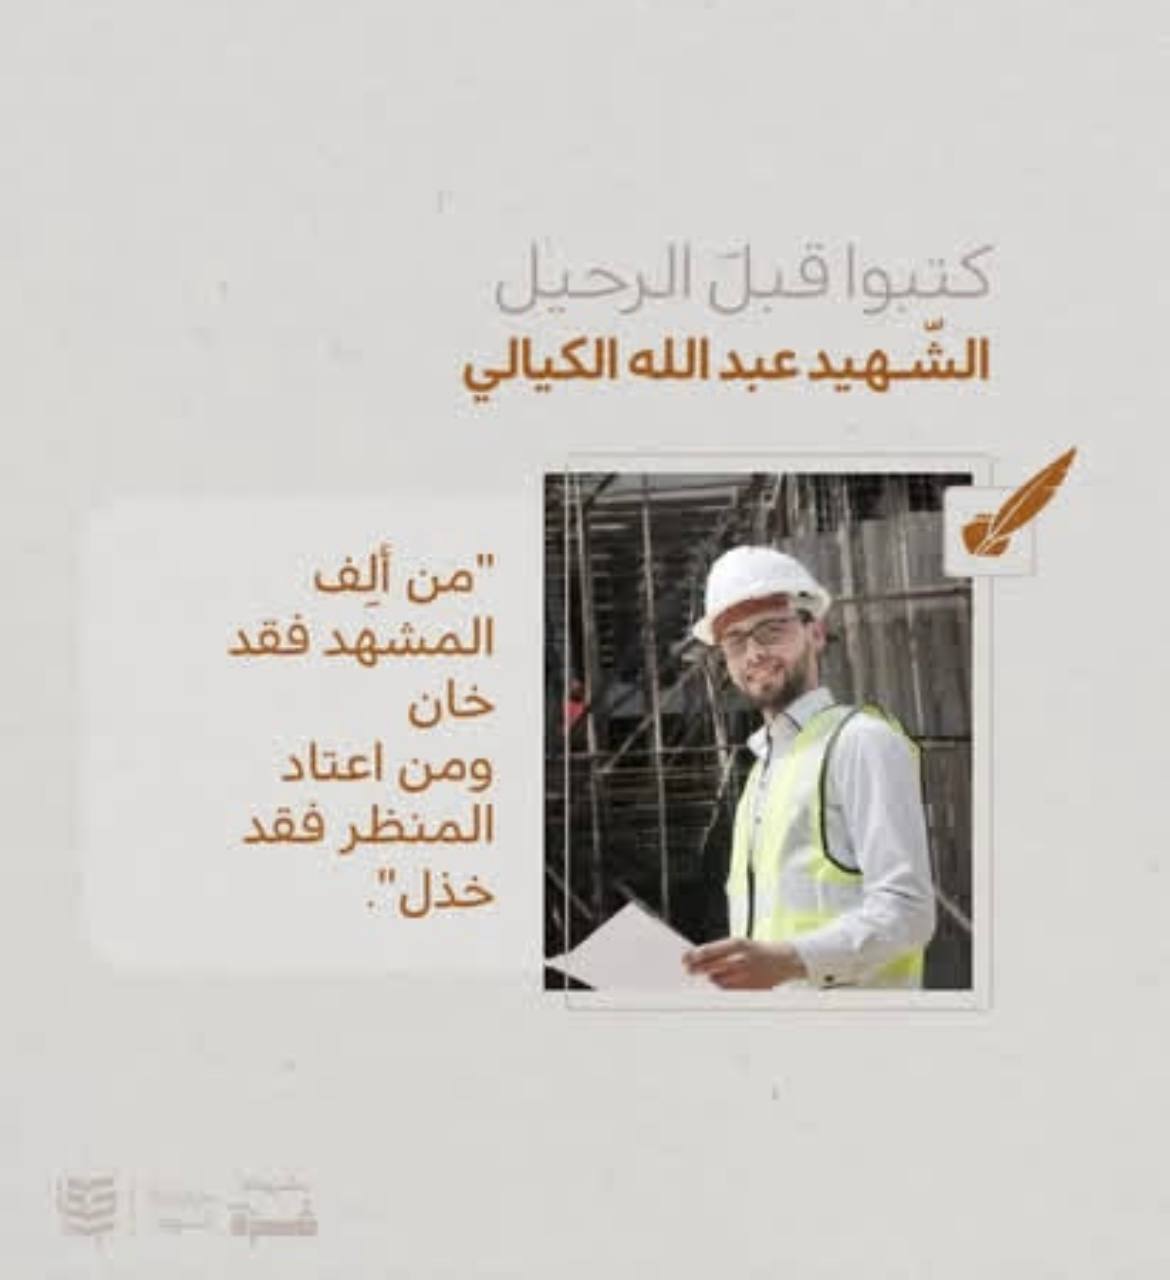 كتبوا قبلَ الرحيل
الشّهيد عبد الله الكيالي
"من ألِف
المشهد فقد
خان
ومن اعتاد
المنظر فقد
خذل".